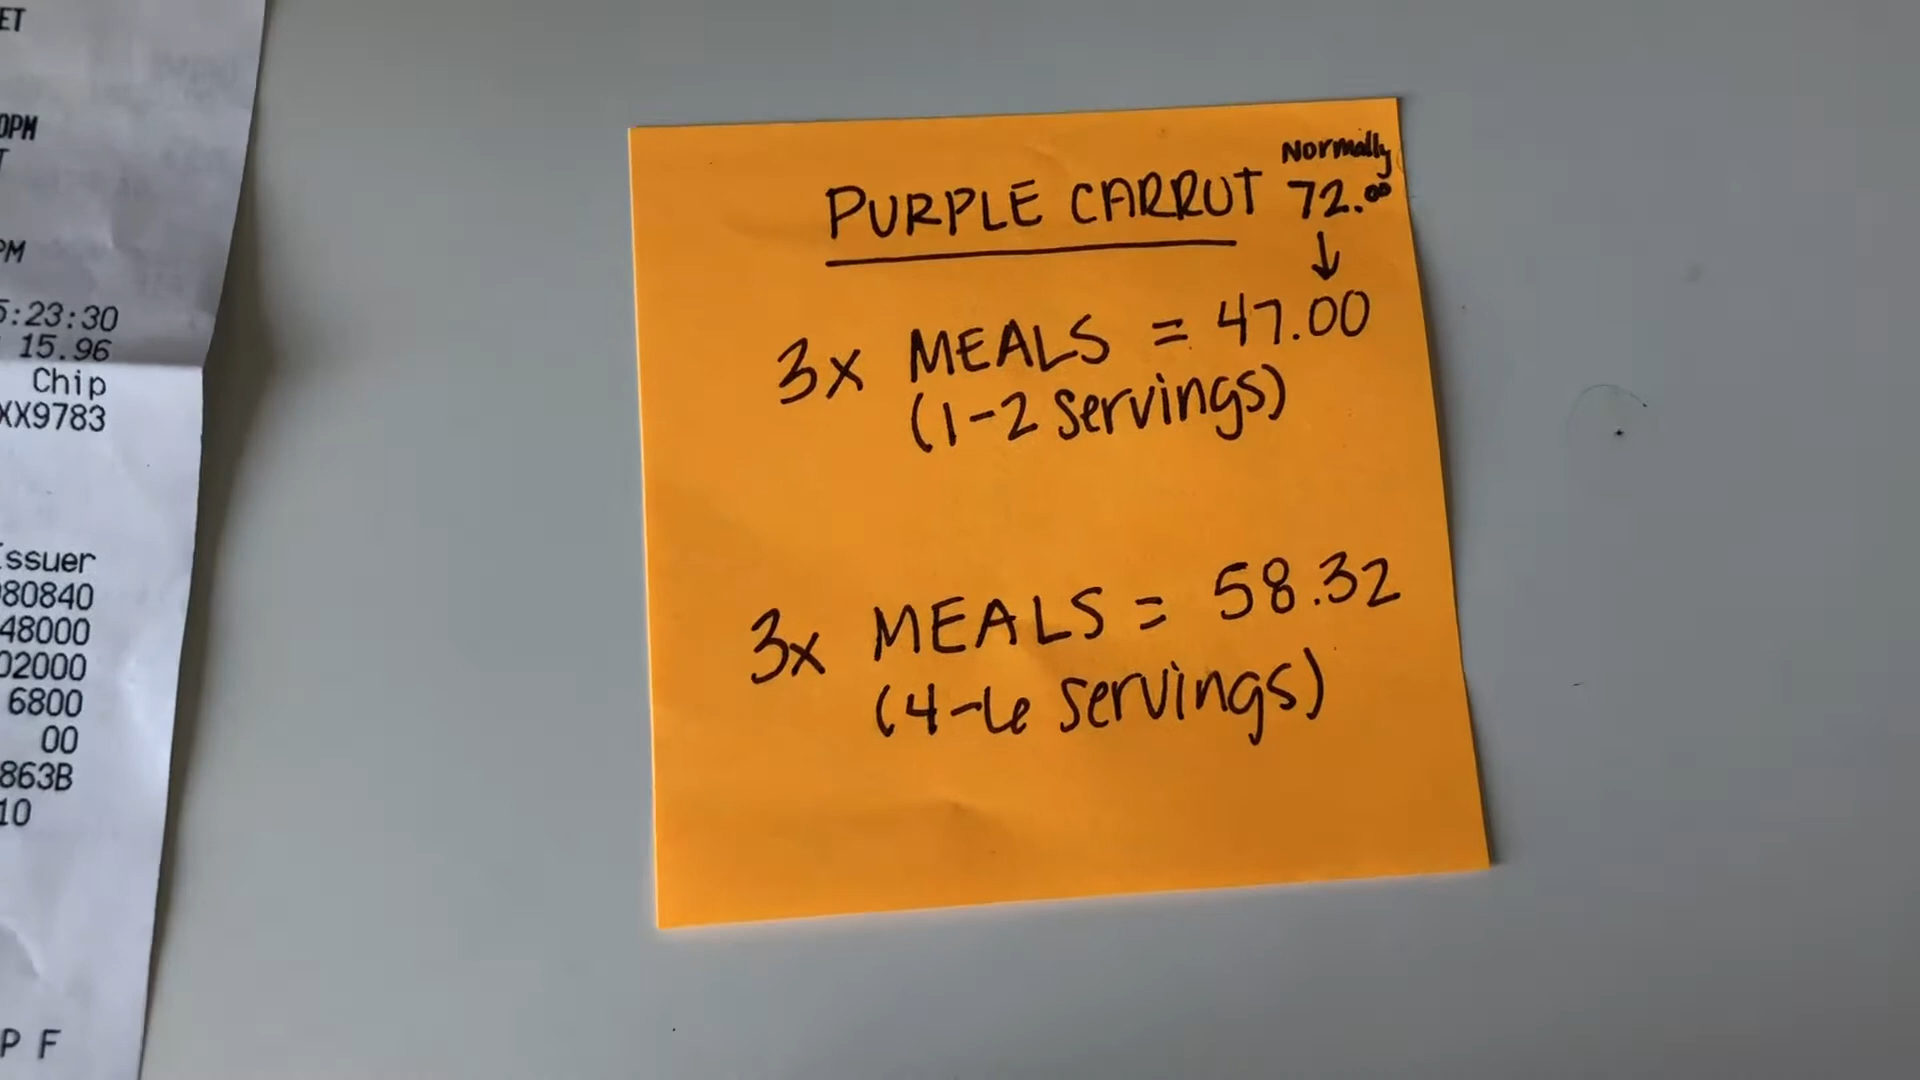 ET
0PM
T
PM
5:23:30
15.96
Chip
XX9783
Issuer
080840
48000
02000
6800
00
863B
10
P F
Normally
PURPLE CARROT 72.00
↓
3x MEALS = 47.00
(1-2 servings)
3x MEALS = 58.32
(4-6 servings)